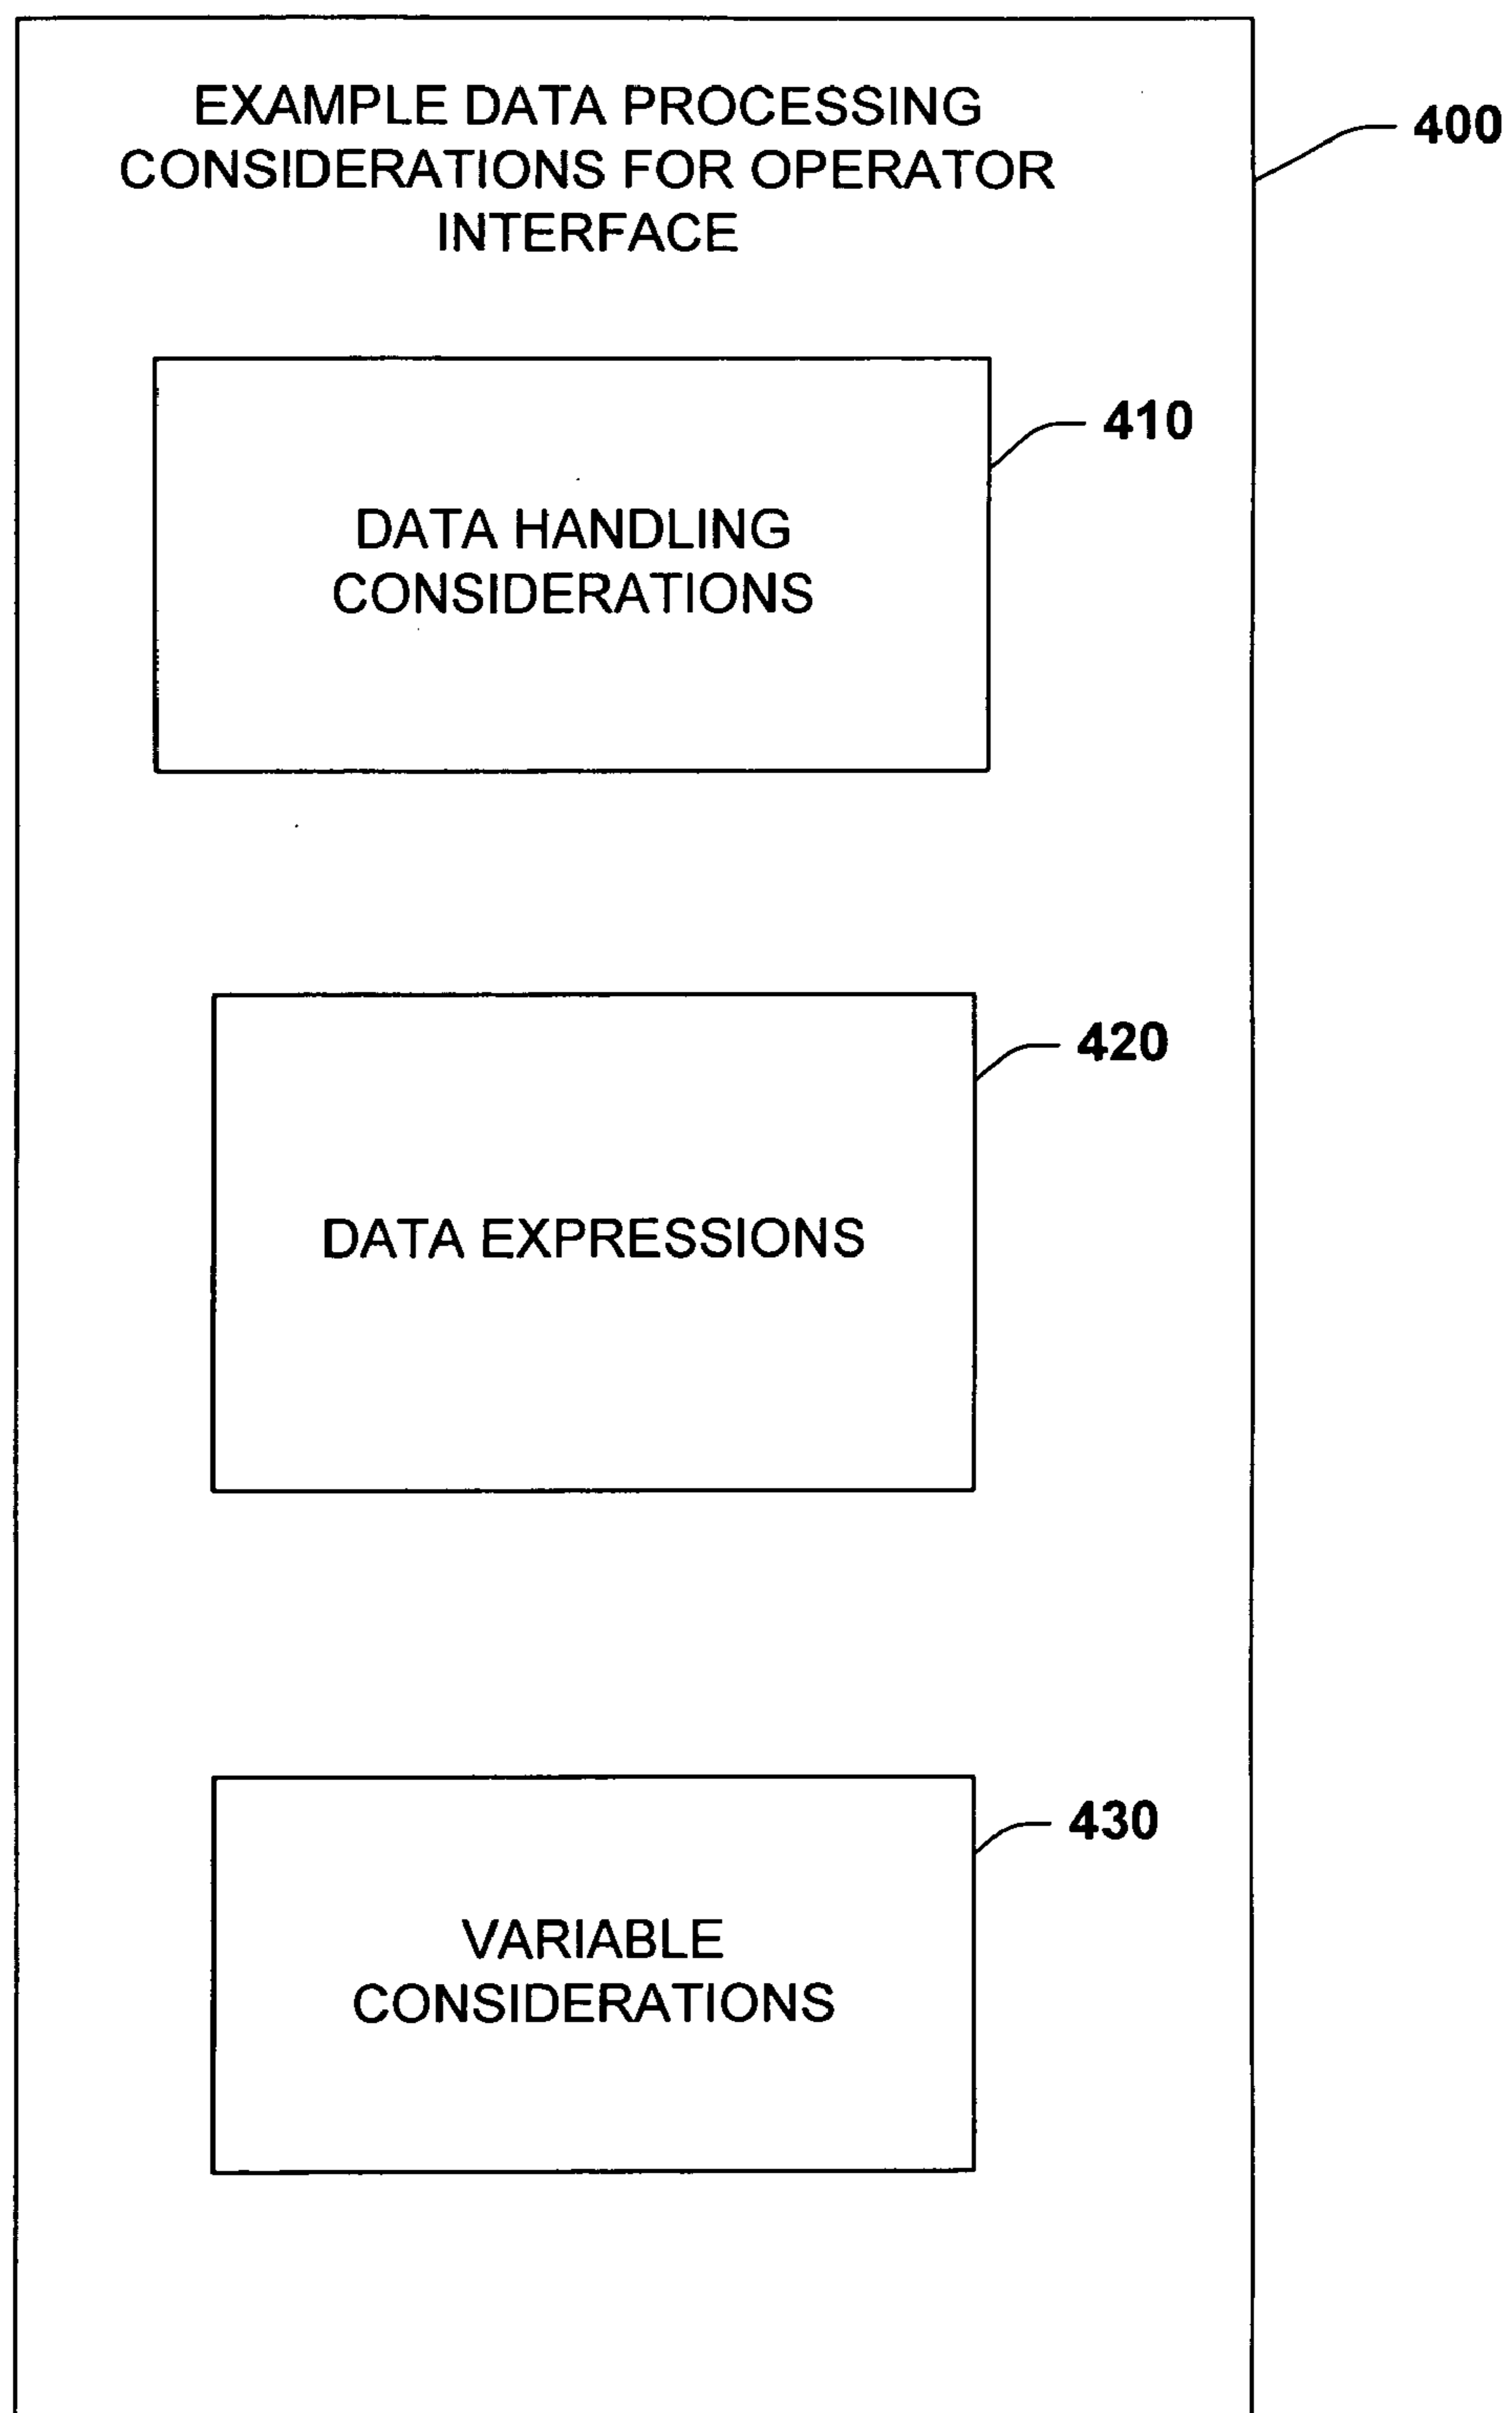 EXAMPLE DATA PROCESSING
CONSIDERATIONS FOR OPERATOR
INTERFACE
400
410
DATA HANDLING
CONSIDERATIONS
420
DATA EXPRESSIONS
430
VARIABLE
CONSIDERATIONS